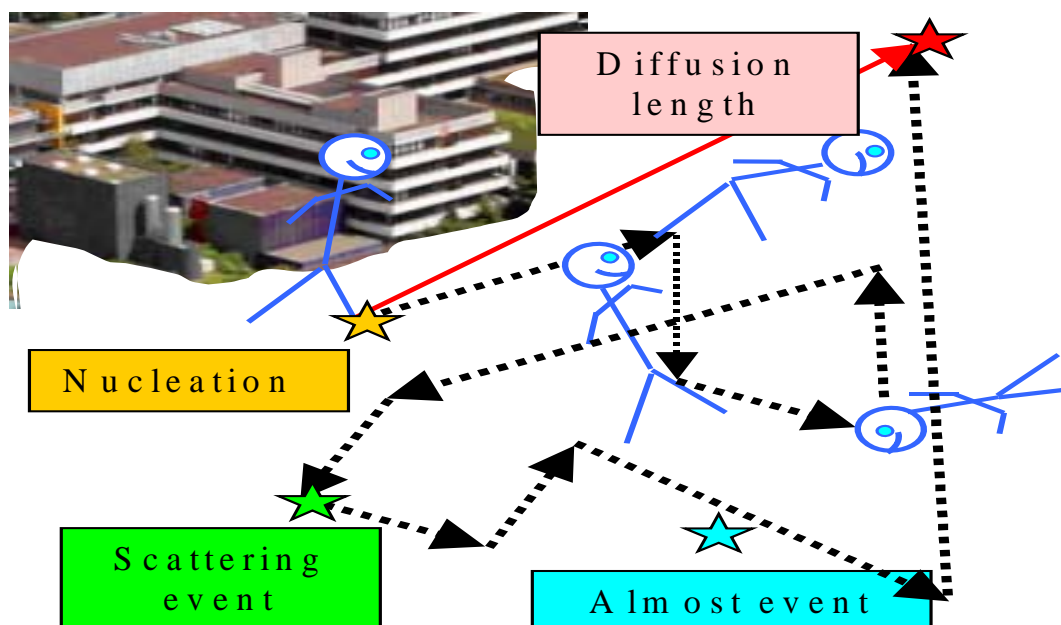 Diffusion
length
Nucleation
Scattering
event
Almost event